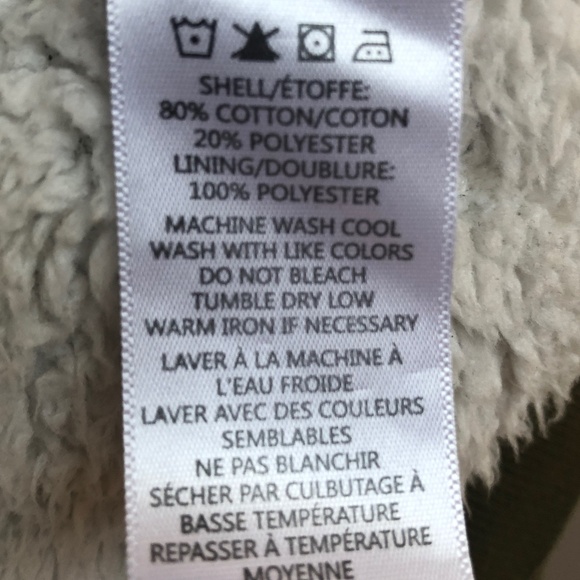 SHELL/ÉTOFFE:
80% COTTON/COTON
20% POLYESTER
LINING/DOUBLURE:
100% POLYESTER
MACHINE WASH COOL
WASH WITH LIKE COLORS
DO NOT BLEACH
TUMBLE DRY LOW
WARM IRON IF NECESSARY
LAVER À LA MACHINE À
L'EAU FROIDE
LAVER AVEC DES COULEURS
SEMBLABLES
NE PAS BLANCHIR
SÉCHER PAR CULBUTAGE À
BASSE TEMPÉRATURE
REPASSER À TEMPÉRATURE
MOYENNE